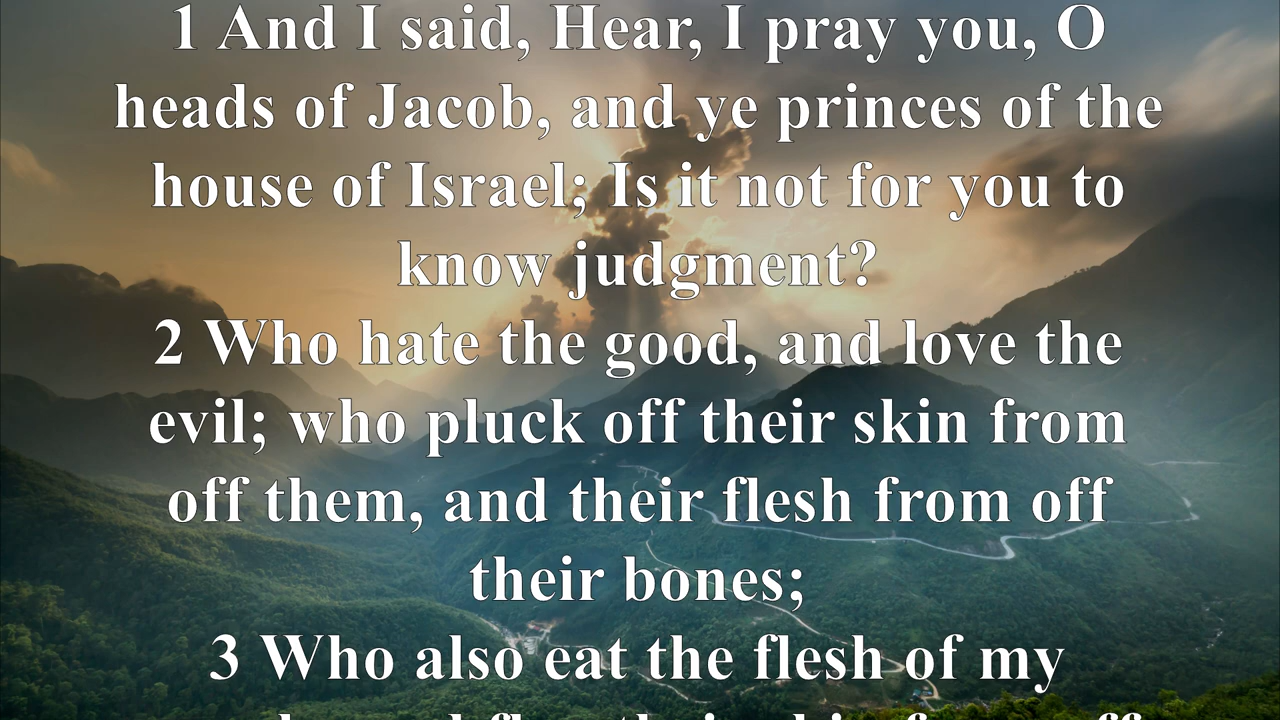 1 And I said, Hear, I pray you, O
heads of Jacob, and ye princes of the
house of Israel; Is it not for you to
know judgment?
2 Who hate the good, and love the
evil; who pluck off their skin from
off them, and their flesh from off
their bones;
3 Who also eat the flesh of my